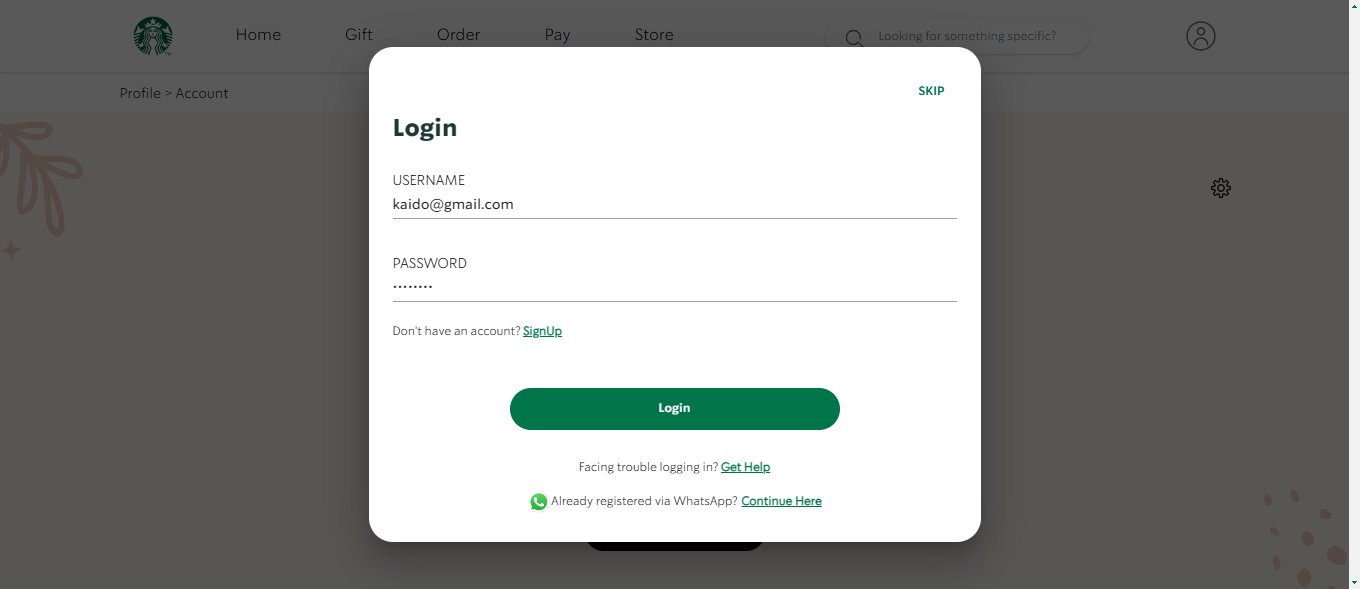 Home Gift Order Pay Store Looking for something specific?
Profile > Account
SKIP
Login
USERNAME
kaido@gmail.com
PASSWORD
••••••••
Don't have an account? SignUp
Login
Facing trouble logging in? Get Help
Already registered via WhatsApp? Continue Here